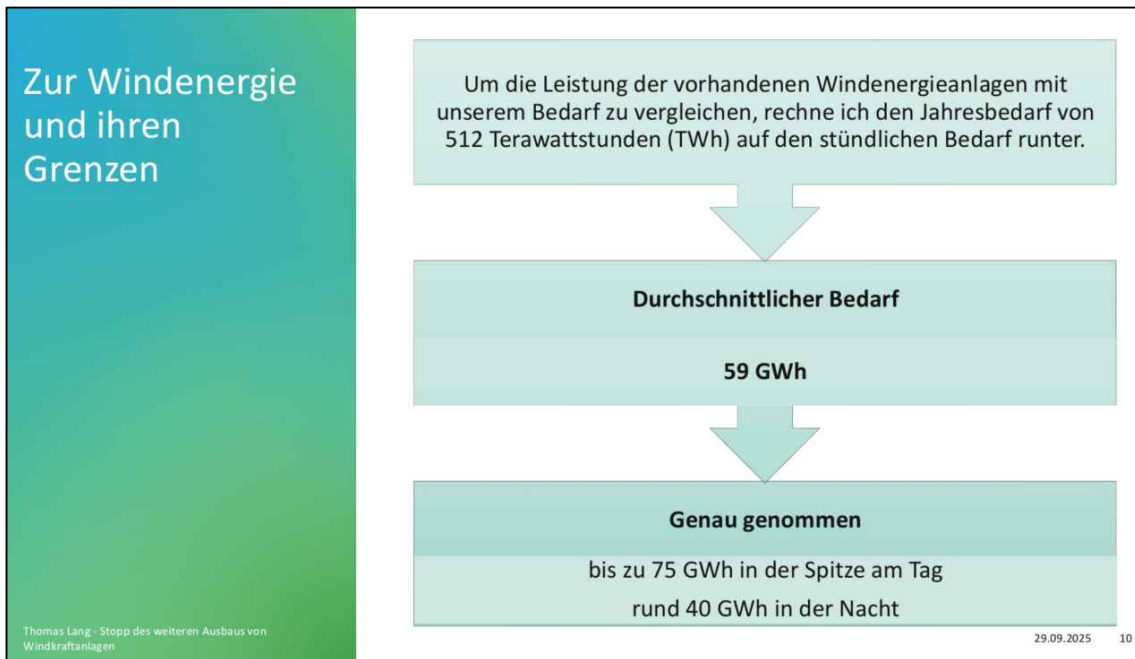 Zur Windenergie
und ihren
Grenzen
Um die Leistung der vorhandenen Windenergieanlagen mit
unserem Bedarf zu vergleichen, rechne ich den Jahresbedarf von
512 Terawattstunden (TWh) auf den stündlichen Bedarf runter.
Durchschnittlicher Bedarf
59 GWh
Genau genommen
bis zu 75 GWh in der Spitze am Tag
rund 40 GWh in der Nacht
Thomas Lang - Stopp des weiteren Ausbaus von
Windkraftanlagen
29.09.2025 10